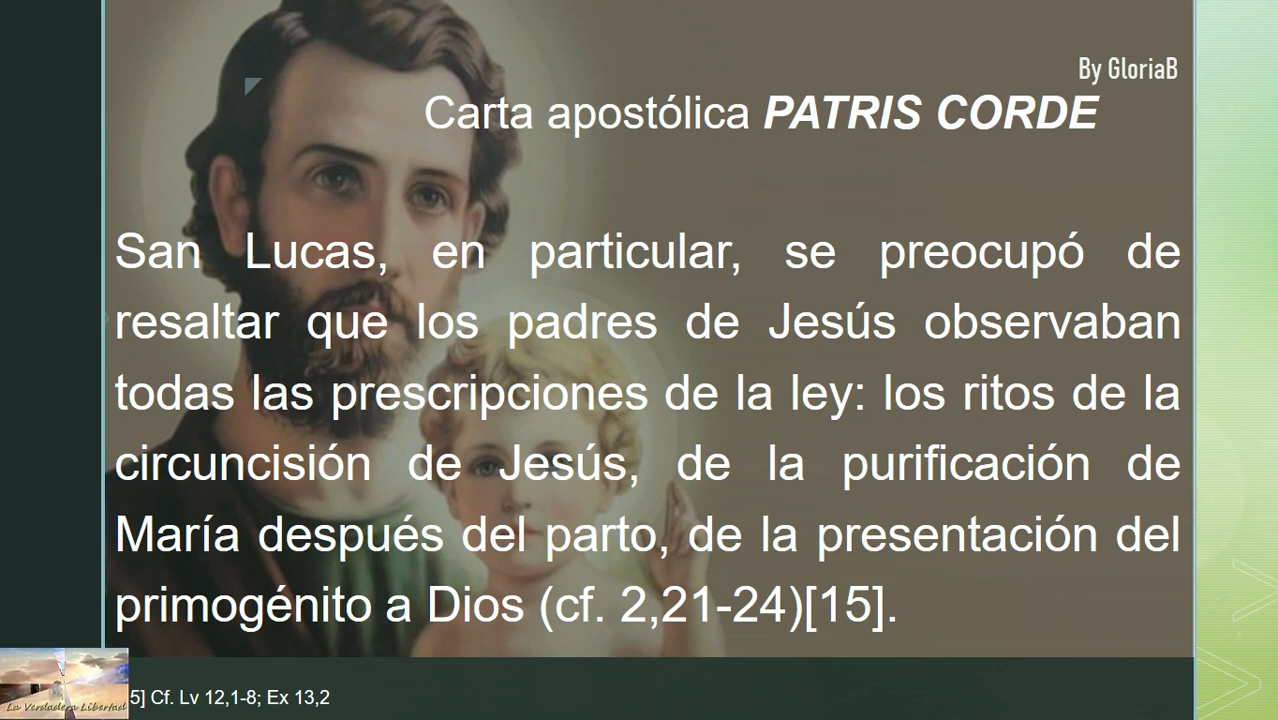 By GloriaB
Carta apostólica PATRIS CORDE
San Lucas, en particular, se preocupó de
resaltar que los padres de Jesús observaban
todas las prescripciones de la ley: los ritos de la
circuncisión de Jesús, de la purificación de
María después del parto, de la presentación del
primogénito a Dios (cf. 2,21-24)[15].
5] Cf. Lv 12,1-8; Ex 13,2
La Verdadera Libertad